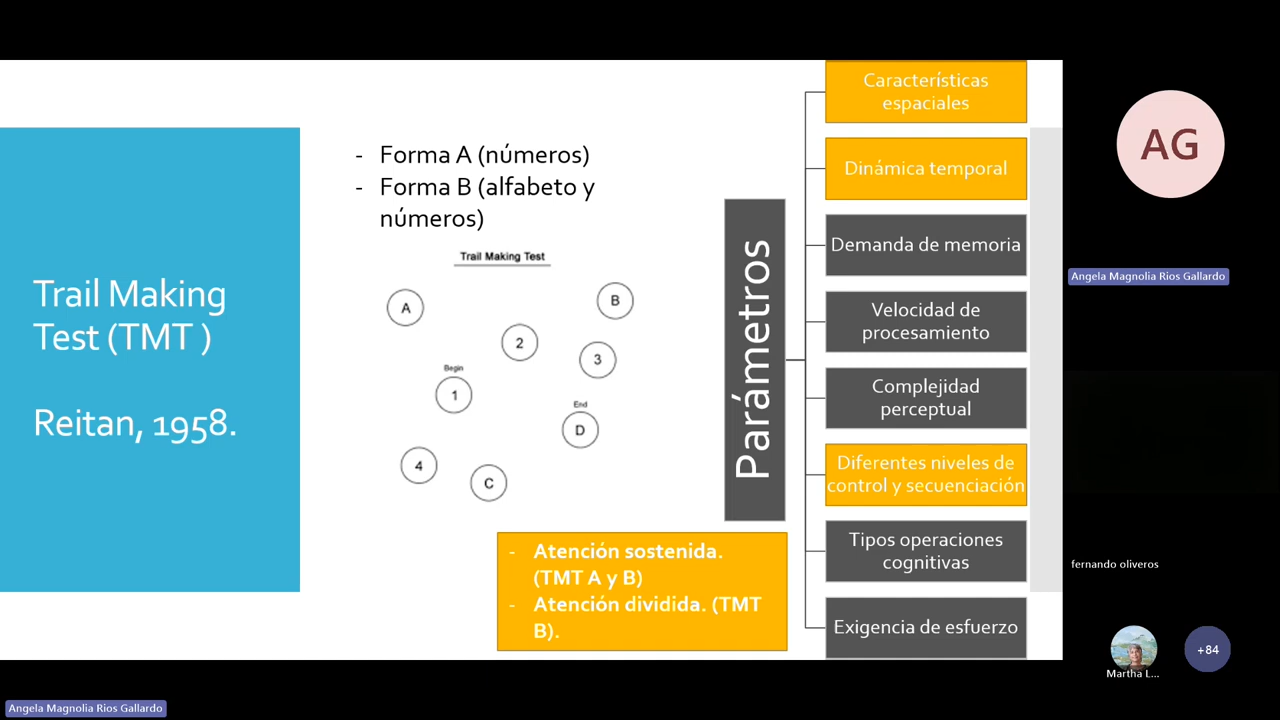 Trail Making
Test (TMT )
Reitan, 1958.
- Forma A (números)
- Forma B (alfabeto y
números)
Trail Making Test
A
B
2
3
Begin
1
End
D
4
C
- Atención sostenida.
(TMT A y B)
- Atención dividida. (TMT
B).
Parámetros
Características
espaciales
Dinámica temporal
Demanda de memoria
Velocidad de
procesamiento
Complejidad
perceptual
Diferentes niveles de
control y secuenciación
Tipos operaciones
cognitivas
Exigencia de esfuerzo
AG
Angela Magnolia Rios Gallardo
fernando oliveros
Martha L...
+84
Angela Magnolia Rios Gallardo